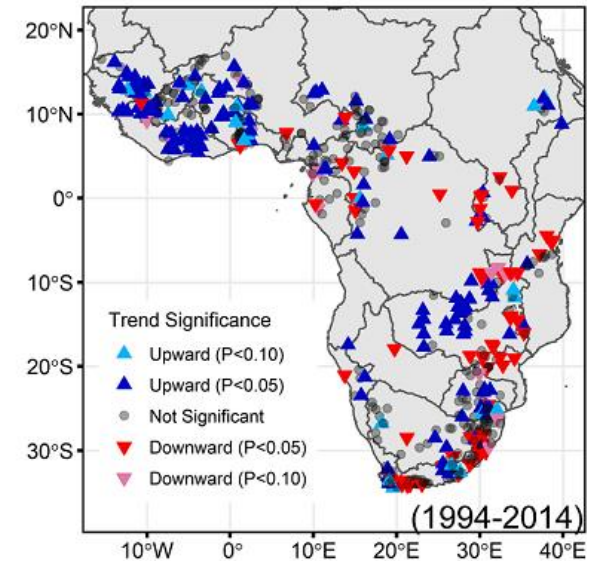 20°N
10°N
0°
10°S
20°S
30°S
Trend Significance
Upward (P<0.10)
Upward (P<0.05)
Not Significant
Downward (P<0.05)
Downward (P<0.10)
(1994-2014)
10°W 0° 10°E 20°E 30°E 40°E